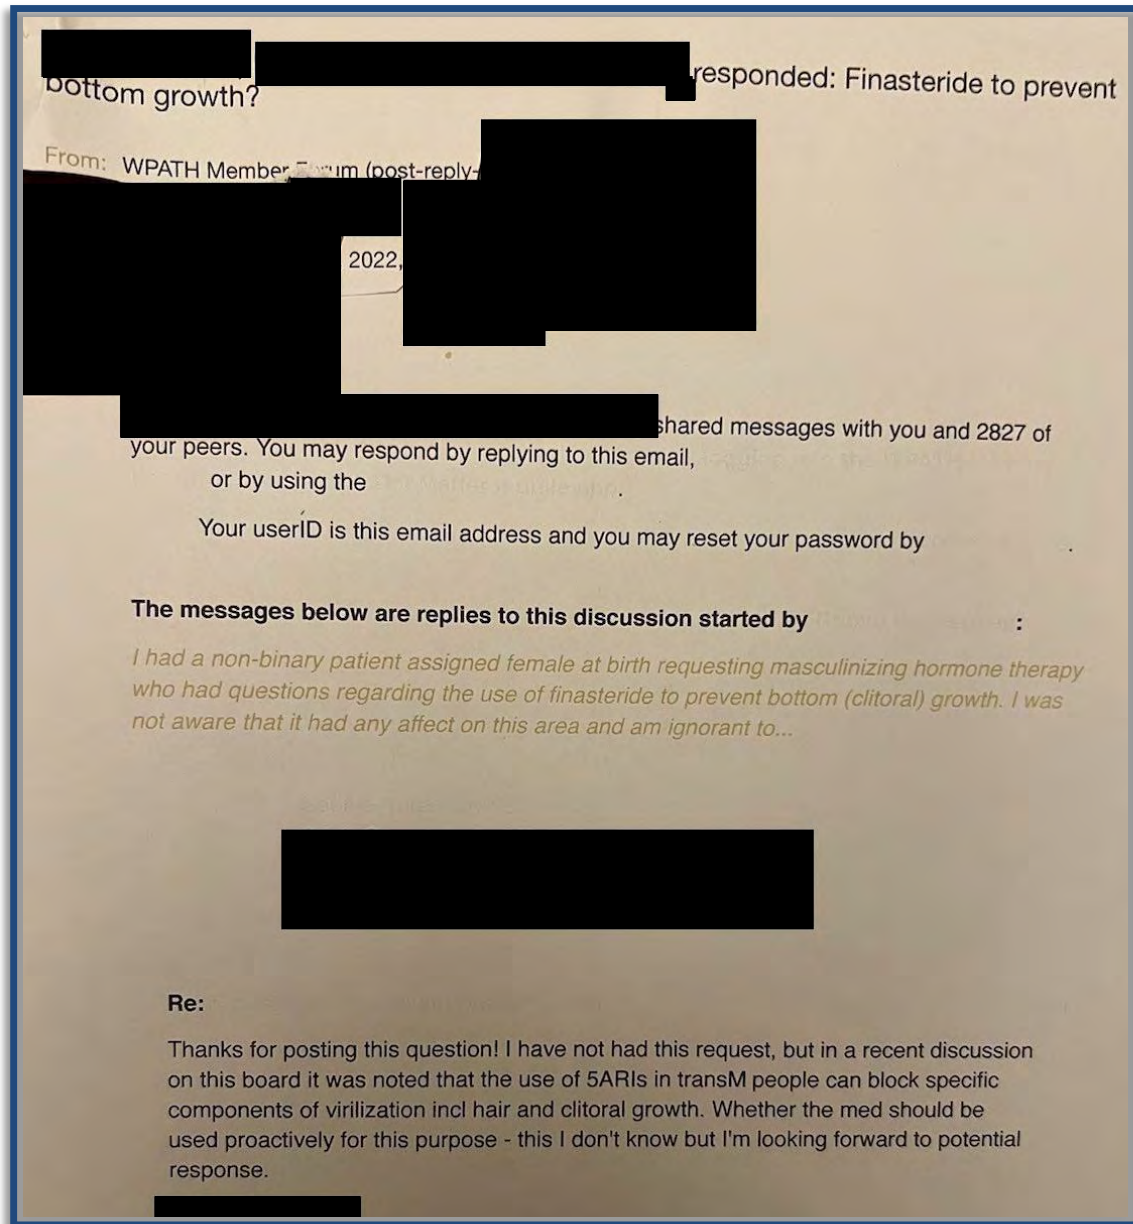 responded: Finasteride to prevent
bottom growth?
From: WPATH Member (post-reply-
2022,
shared messages with you and 2827 of
your peers. You may respond by replying to this email,
or by using the .
Your userID is this email address and you may reset your password by .
The messages below are replies to this discussion started by :
I had a non-binary patient assigned female at birth requesting masculinizing hormone therapy
who had questions regarding the use of finasteride to prevent bottom (clitoral) growth. I was
not aware that it had any affect on this area and am ignorant to...
Re:
Thanks for posting this question! I have not had this request, but in a recent discussion
on this board it was noted that the use of 5ARIs in transM people can block specific
components of virilization incl hair and clitoral growth. Whether the med should be
used proactively for this purpose - this I don't know but I'm looking forward to potential
response.